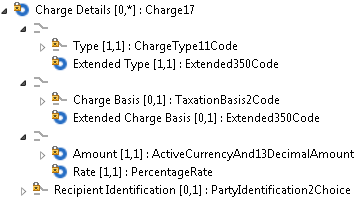 Charge Details [0,*] : Charge17
Type [1,1] : ChargeType11Code
Extended Type [1,1] : Extended350Code
Charge Basis [0,1] : TaxationBasis2Code
Extended Charge Basis [0,1] : Extended350Code
Amount [1,1] : ActiveCurrencyAnd13DecimalAmount
Rate [1,1] : PercentageRate
Recipient Identification [0,1] : PartyIdentification2Choice